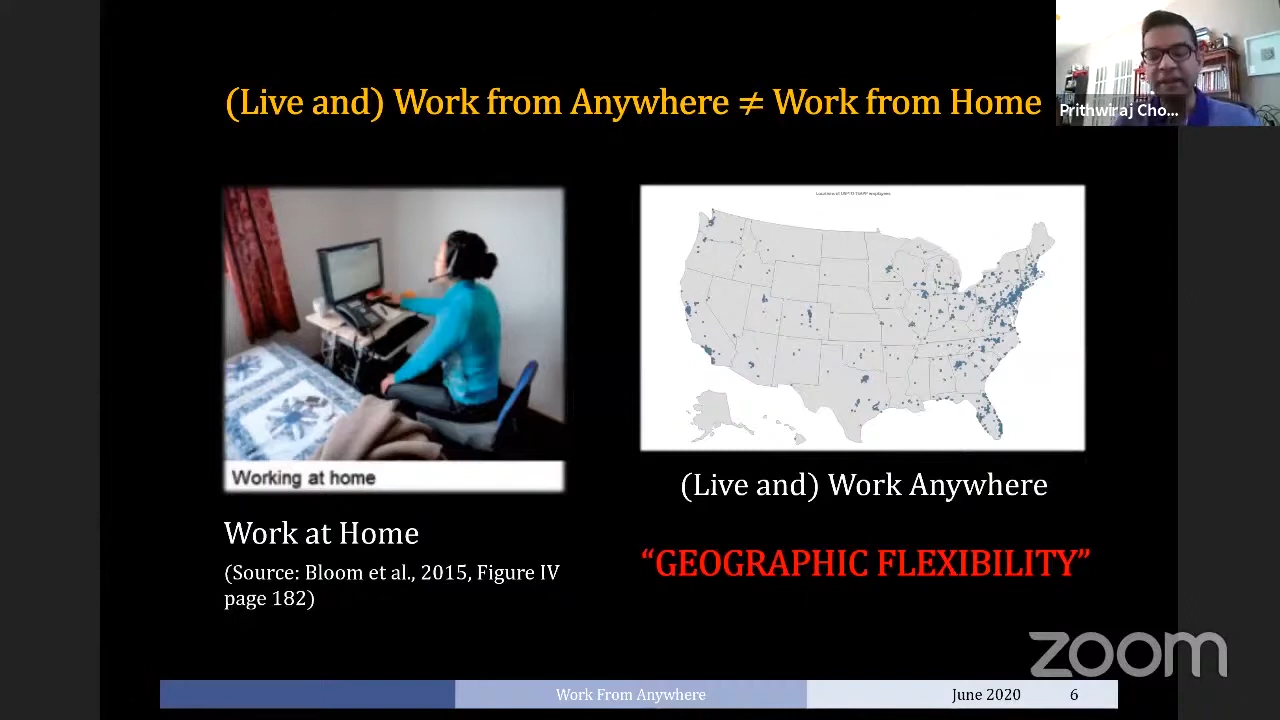 (Live and) Work from Anywhere ≠ Work from Home
Prithwiraj Cho...
Working at home
(Live and) Work Anywhere
Work at Home
(Source: Bloom et al., 2015, Figure IV
page 182)
“GEOGRAPHIC FLEXIBILITY”
zoom
Work From Anywhere
June 2020
6